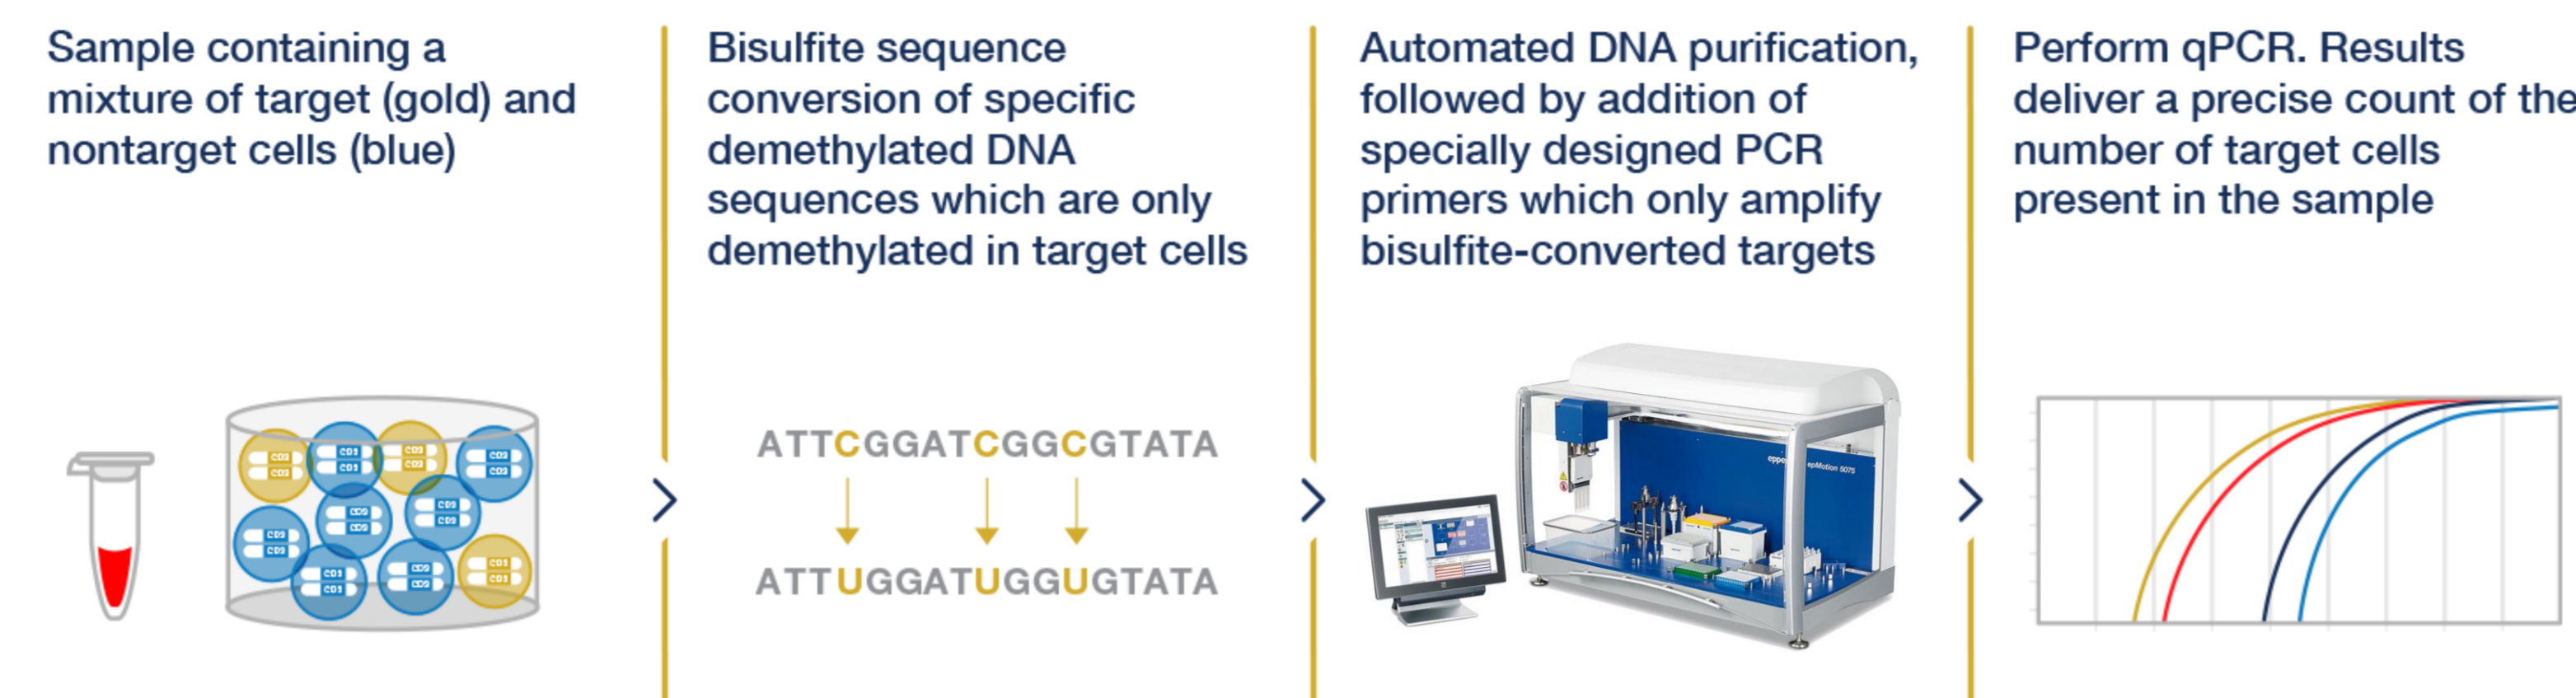 Sample containing a
mixture of target (gold) and
nontarget cells (blue)
Bisulfite sequence
conversion of specific
demethylated DNA
sequences which are only
demethylated in target cells
ATTCGGATCGGCGTATA
ATTUGGATUGGUGTATA
Automated DNA purification,
followed by addition of
specially designed PCR
primers which only amplify
bisulfite-converted targets
epMotion 5075
Perform qPCR. Results
deliver a precise count of the
number of target cells
present in the sample